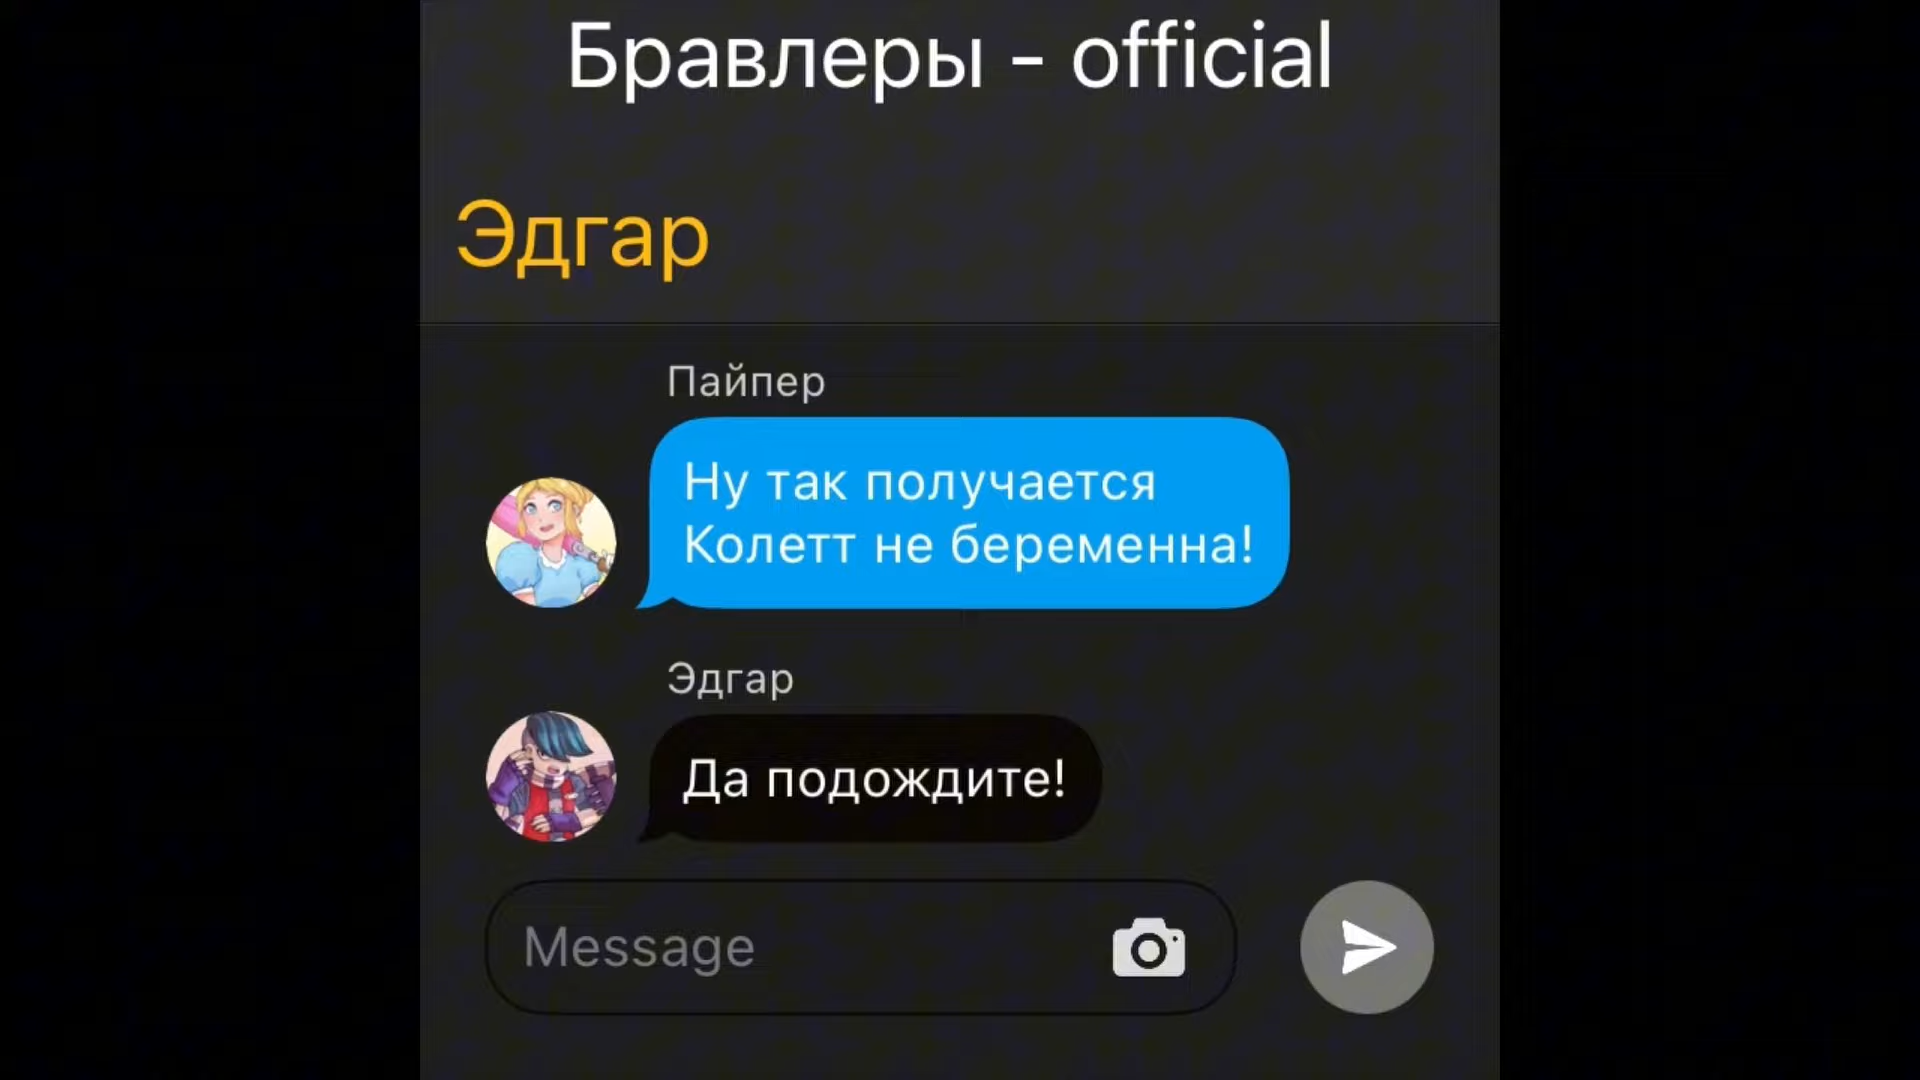 Бравлеры - official
Эдгар
Пайпер
Ну так получается
Колетт не беременна!
Эдгар
Да подождите!
Message